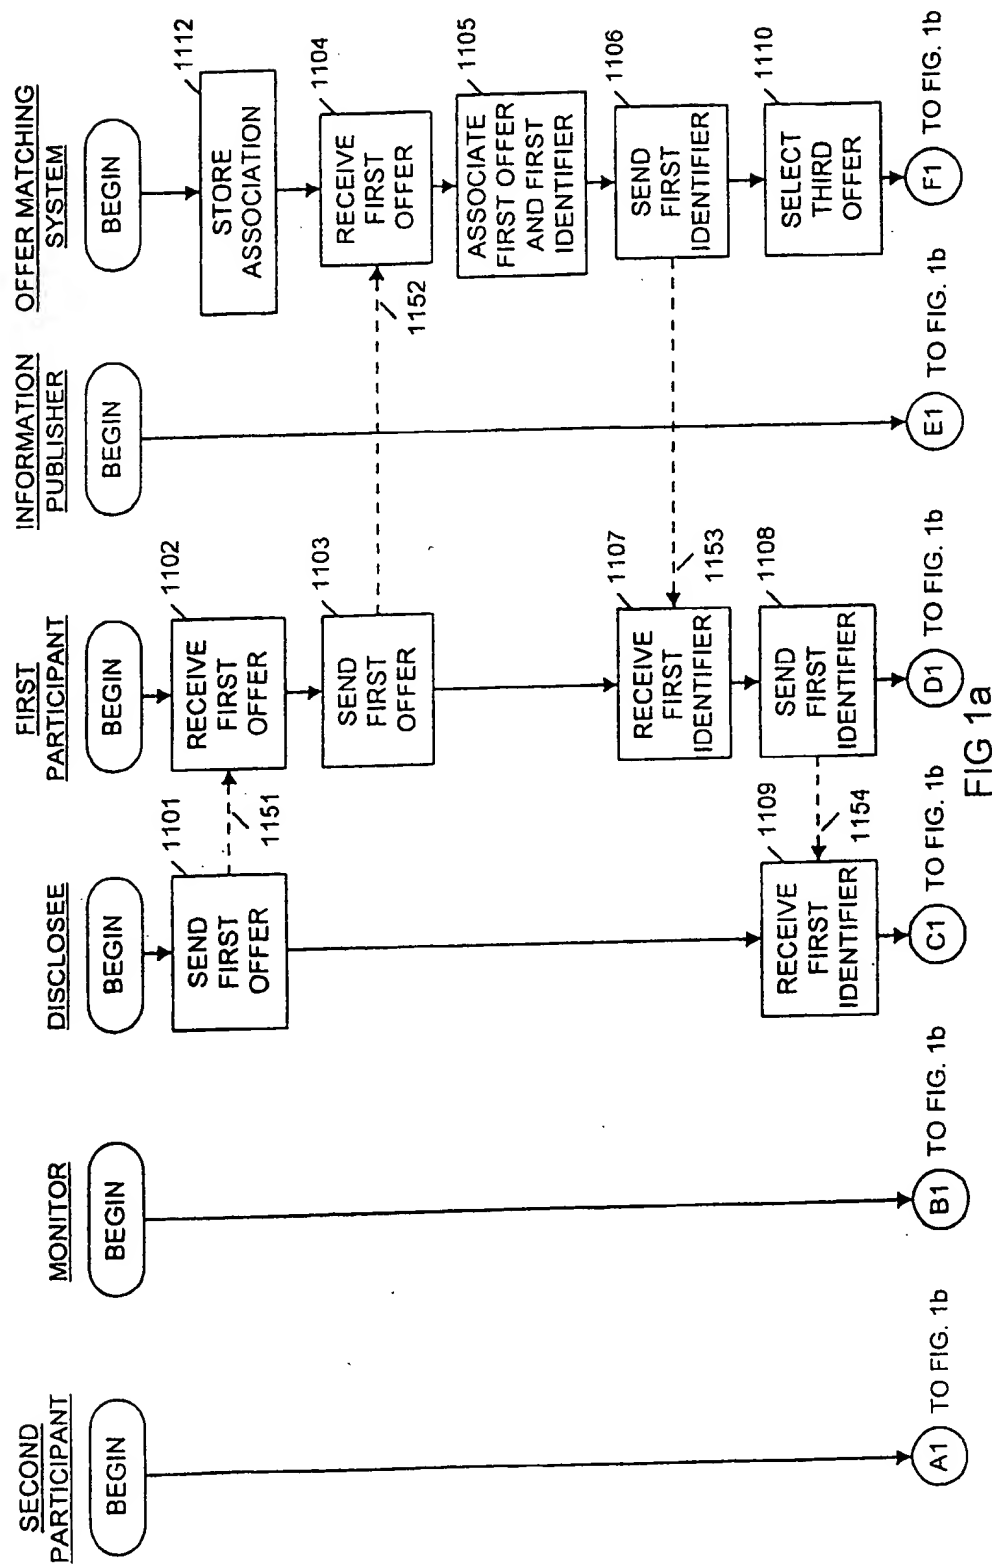 SECOND
PARTICIPANT
BEGIN
A1
TO FIG. 1b
MONITOR
BEGIN
B1
TO FIG. 1b
DISCLOSEE
BEGIN
1101
SEND
FIRST
OFFER
1151
1109
RECEIVE
FIRST
IDENTIFIER
1154
C1
TO FIG. 1b
FIRST
PARTICIPANT
BEGIN
1102
RECEIVE
FIRST
OFFER
1103
SEND
FIRST
OFFER
1107
RECEIVE
FIRST
IDENTIFIER
1153
1108
SEND
FIRST
IDENTIFIER
D1
TO FIG. 1b
INFORMATION
PUBLISHER
BEGIN
E1
TO FIG. 1b
OFFER MATCHING
SYSTEM
BEGIN
1112
STORE
ASSOCIATION
1104
RECEIVE
FIRST
OFFER
1152
1105
ASSOCIATE
FIRST OFFER
AND FIRST
IDENTIFIER
1106
SEND
FIRST
IDENTIFIER
1110
SELECT
THIRD
OFFER
F1
TO FIG. 1b
FIG 1a